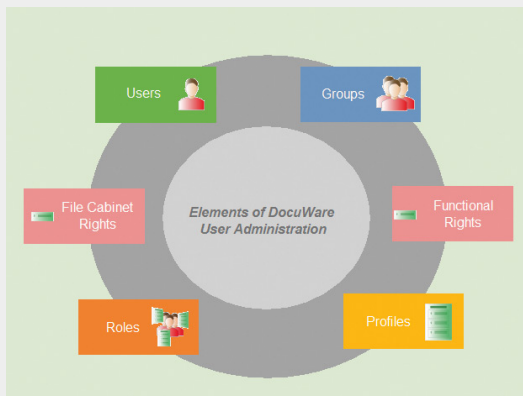 Users
Groups
File Cabinet
Rights
Elements of DocuWare
User Administration
Functional
Rights
Roles
Profiles